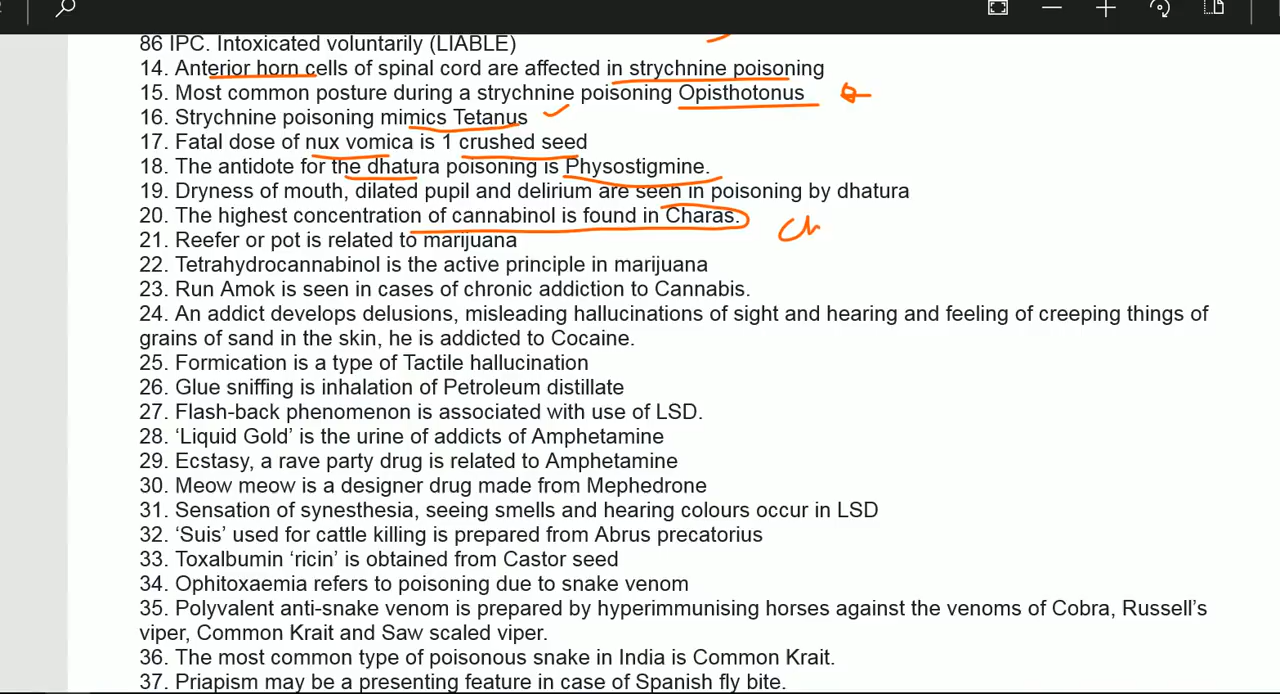 86 IPC. Intoxicated voluntarily (LIABLE)
14. Anterior horn cells of spinal cord are affected in strychnine poisoning
15. Most common posture during a strychnine poisoning Opisthotonus
16. Strychnine poisoning mimics Tetanus
17. Fatal dose of nux vomica is 1 crushed seed
18. The antidote for the dhatura poisoning is Physostigmine.
19. Dryness of mouth, dilated pupil and delirium are seen in poisoning by dhatura
20. The highest concentration of cannabinol is found in Charas. Ch
21. Reefer or pot is related to marijuana
22. Tetrahydrocannabinol is the active principle in marijuana
23. Run Amok is seen in cases of chronic addiction to Cannabis.
24. An addict develops delusions, misleading hallucinations of sight and hearing and feeling of creeping things of
grains of sand in the skin, he is addicted to Cocaine.
25. Formication is a type of Tactile hallucination
26. Glue sniffing is inhalation of Petroleum distillate
27. Flash-back phenomenon is associated with use of LSD.
28. ‘Liquid Gold’ is the urine of addicts of Amphetamine
29. Ecstasy, a rave party drug is related to Amphetamine
30. Meow meow is a designer drug made from Mephedrone
31. Sensation of synesthesia, seeing smells and hearing colours occur in LSD
32. ‘Suis’ used for cattle killing is prepared from Abrus precatorius
33. Toxalbumin ‘ricin’ is obtained from Castor seed
34. Ophitoxaemia refers to poisoning due to snake venom
35. Polyvalent anti-snake venom is prepared by hyperimmunising horses against the venoms of Cobra, Russell’s
viper, Common Krait and Saw scaled viper.
36. The most common type of poisonous snake in India is Common Krait.
37. Priapism may be a presenting feature in case of Spanish fly bite.